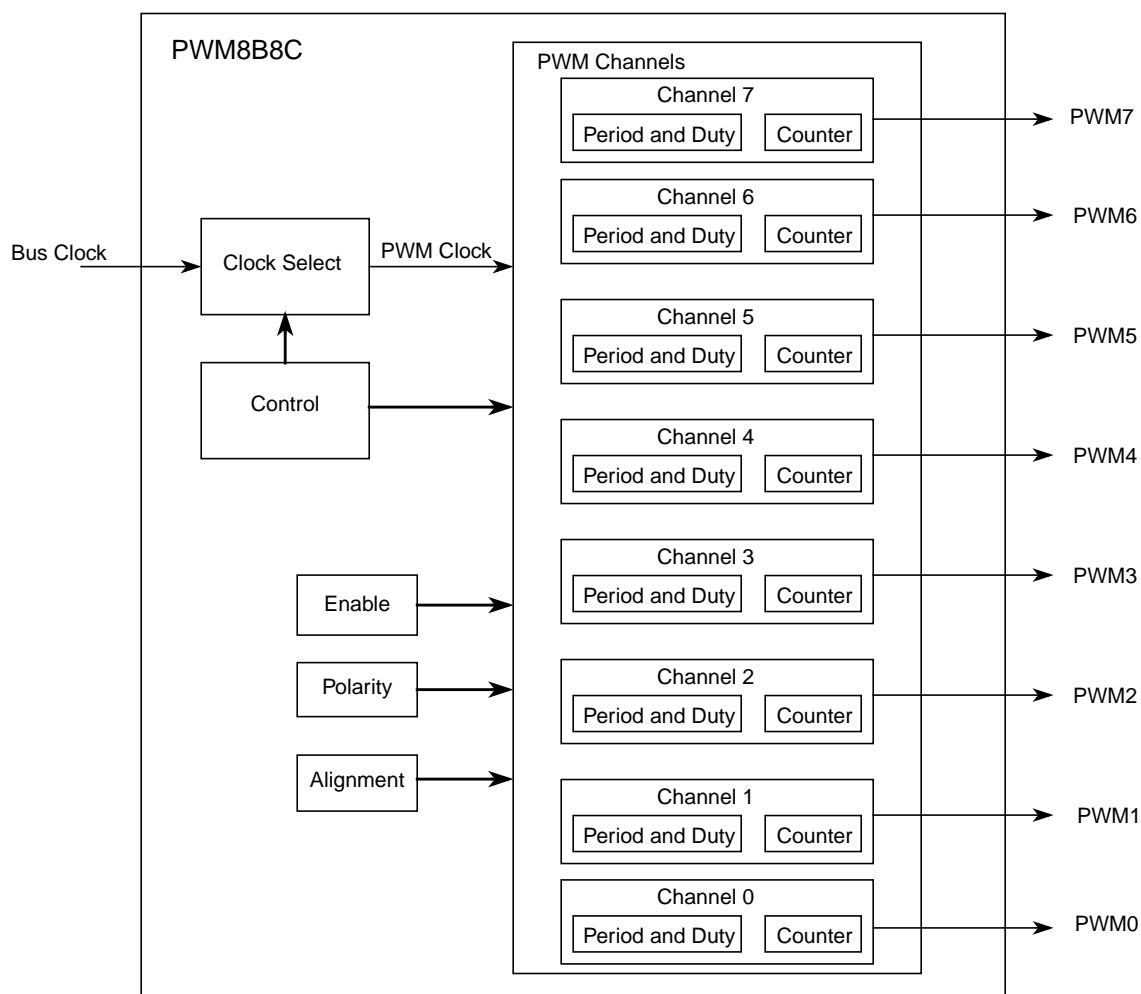 PWM8B8C
PWM Channels
Channel 7
Period and Duty Counter
PWM7
Channel 6
Period and Duty Counter
PWM6
Bus Clock
Clock Select
PWM Clock
Channel 5
Period and Duty Counter
PWM5
Control
Channel 4
Period and Duty Counter
PWM4
Channel 3
Period and Duty Counter
PWM3
Enable
Polarity
Channel 2
Period and Duty Counter
PWM2
Alignment
Channel 1
Period and Duty Counter
PWM1
Channel 0
Period and Duty Counter
PWM0